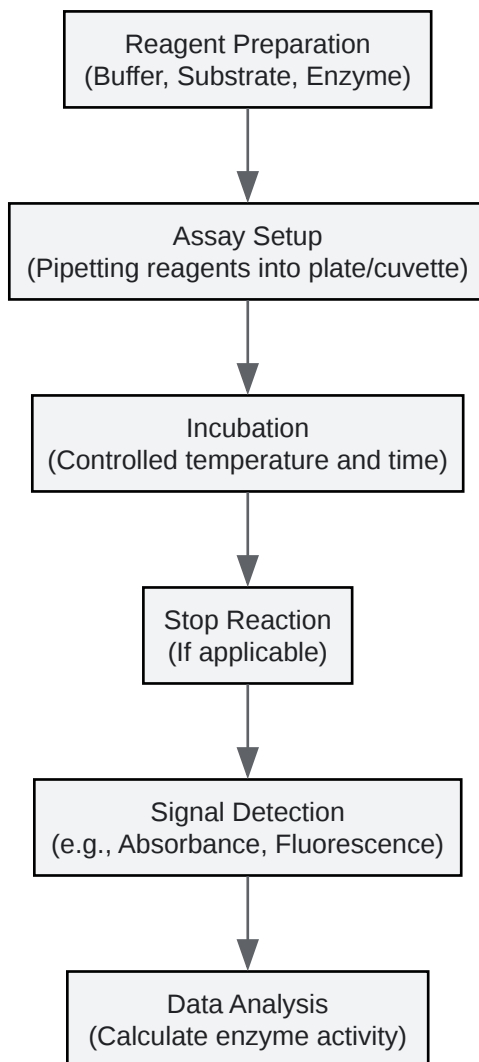 Reagent Preparation
(Buffer, Substrate, Enzyme)
Assay Setup
(Pipetting reagents into plate/cuvette)
Incubation
(Controlled temperature and time)
Stop Reaction
(If applicable)
Signal Detection
(e.g., Absorbance, Fluorescence)
Data Analysis
(Calculate enzyme activity)